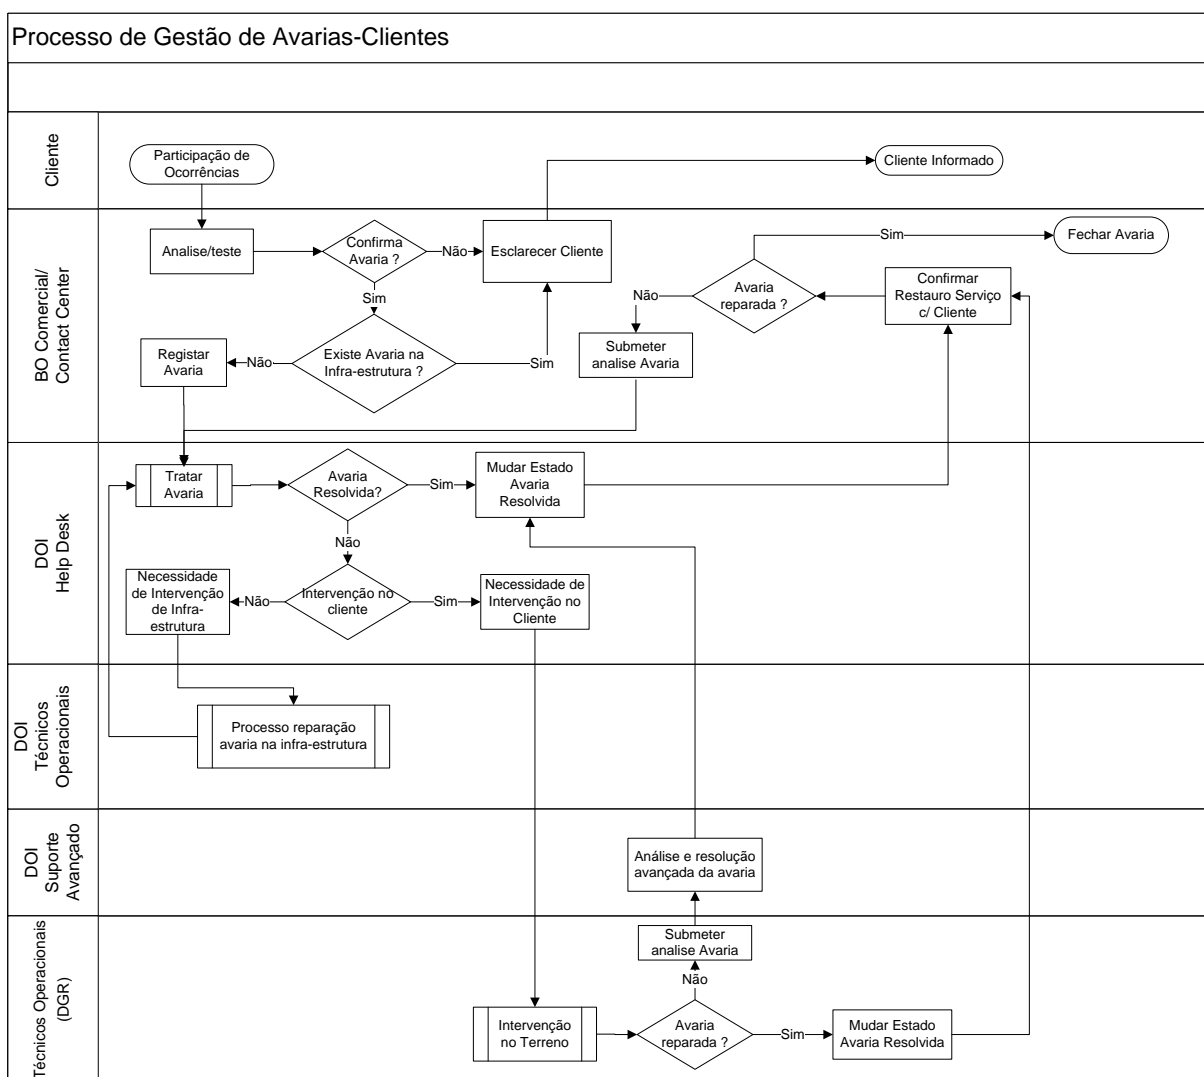 Processo de Gestão de Avarias-Clientes
Cliente
Participação de
Ocorrências
Cliente Informado
BO Comercial/
Contact Center
Analise/teste
Confirma
Avaria ?
Não
Esclarecer Cliente
Sim
Fechar Avaria
Sim
Avaria
reparada ?
Confirmar
Restauro Serviço
c/ Cliente
Não
Submeter
analise Avaria
Registar
Avaria
Não
Existe Avaria na
Infra-estrutura ?
Sim
DOI
Help Desk
Tratar
Avaria
Avaria
Resolvida?
Sim
Mudar Estado
Avaria
Resolvida
Não
Necessidade
de Intervenção
de Infra-
estrutura
Não
Intervenção no
cliente
Sim
Necessidade de
Intervenção no
Cliente
DOI
Técnicos
Operacionais
Processo reparação
avaria na infra-estrutura
DOI
Suporte
Avançado
Análise e resolução
avançada da avaria
Técnicos Operacionais
(DGR)
Submeter
analise Avaria
Não
Intervenção
no Terreno
Avaria
reparada ?
Sim
Mudar Estado
Avaria Resolvida